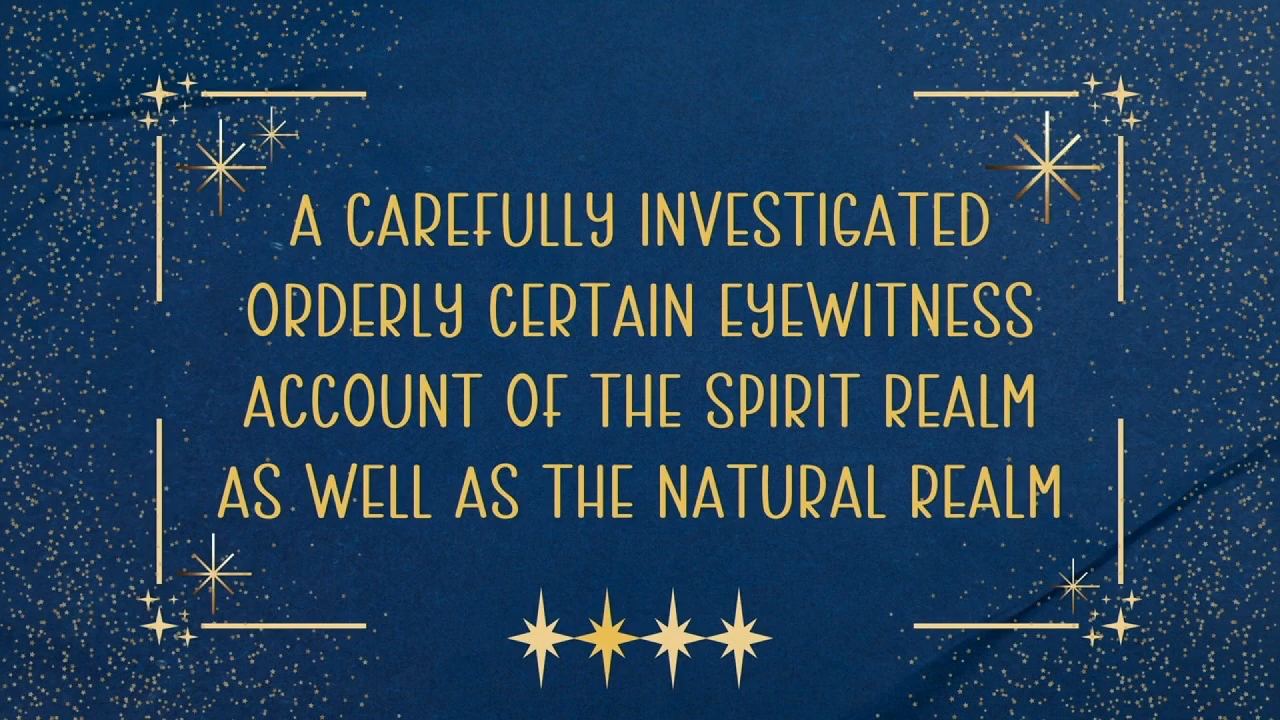 A CAREFULLY INVESTIGATED
ORDERLY CERTAIN EYEWITNESS
ACCOUNT OF THE SPIRIT REALM
AS WELL AS THE NATURAL REALM